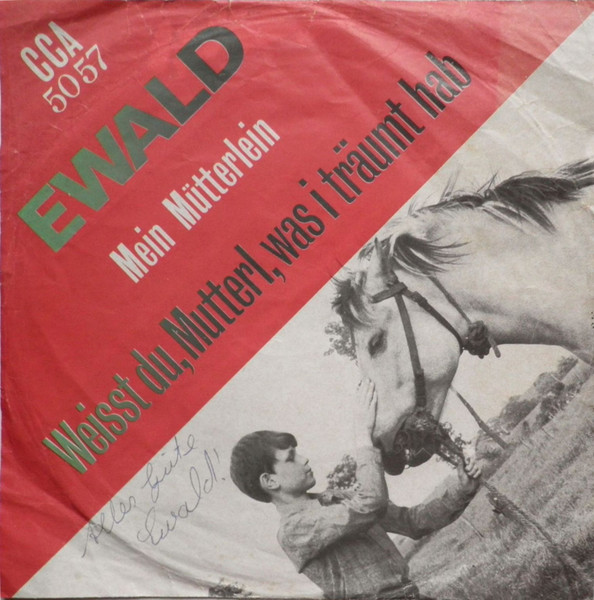 CCA
5057
EWALD
Mein Mütterlein
Weisst du, Mutterl, was i träumt hab
Alles Gute
Ewald!